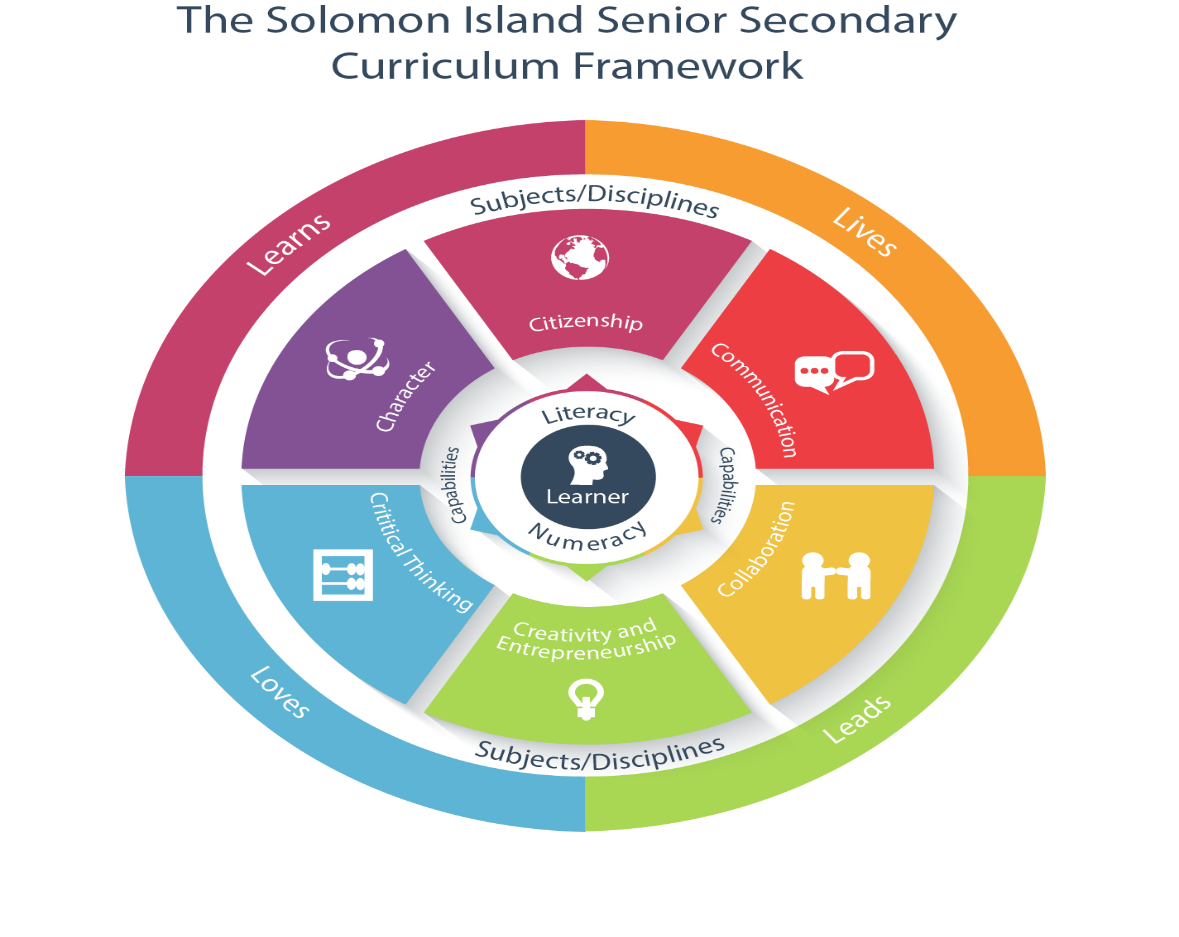 The Solomon Island Senior Secondary
Curriculum Framework
Learns
Lives
Subjects/Disciplines
Citizenship
Character
Communication
Literacy
Capabilities
Learner
Capabilities
Numeracy
Crititical Thinking
Collaboration
Creativity and
Entrepreneurship
Loves
Leads
Subjects/Disciplines